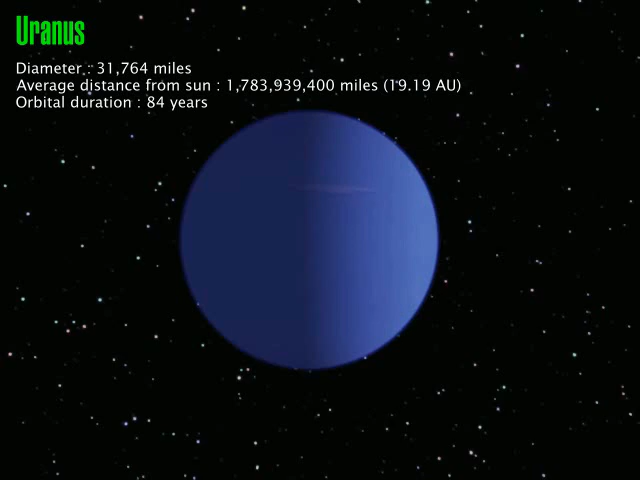 Uranus
Diameter : 31,764 miles
Average distance from sun : 1,783,939,400 miles (19.19 AU)
Orbital duration : 84 years